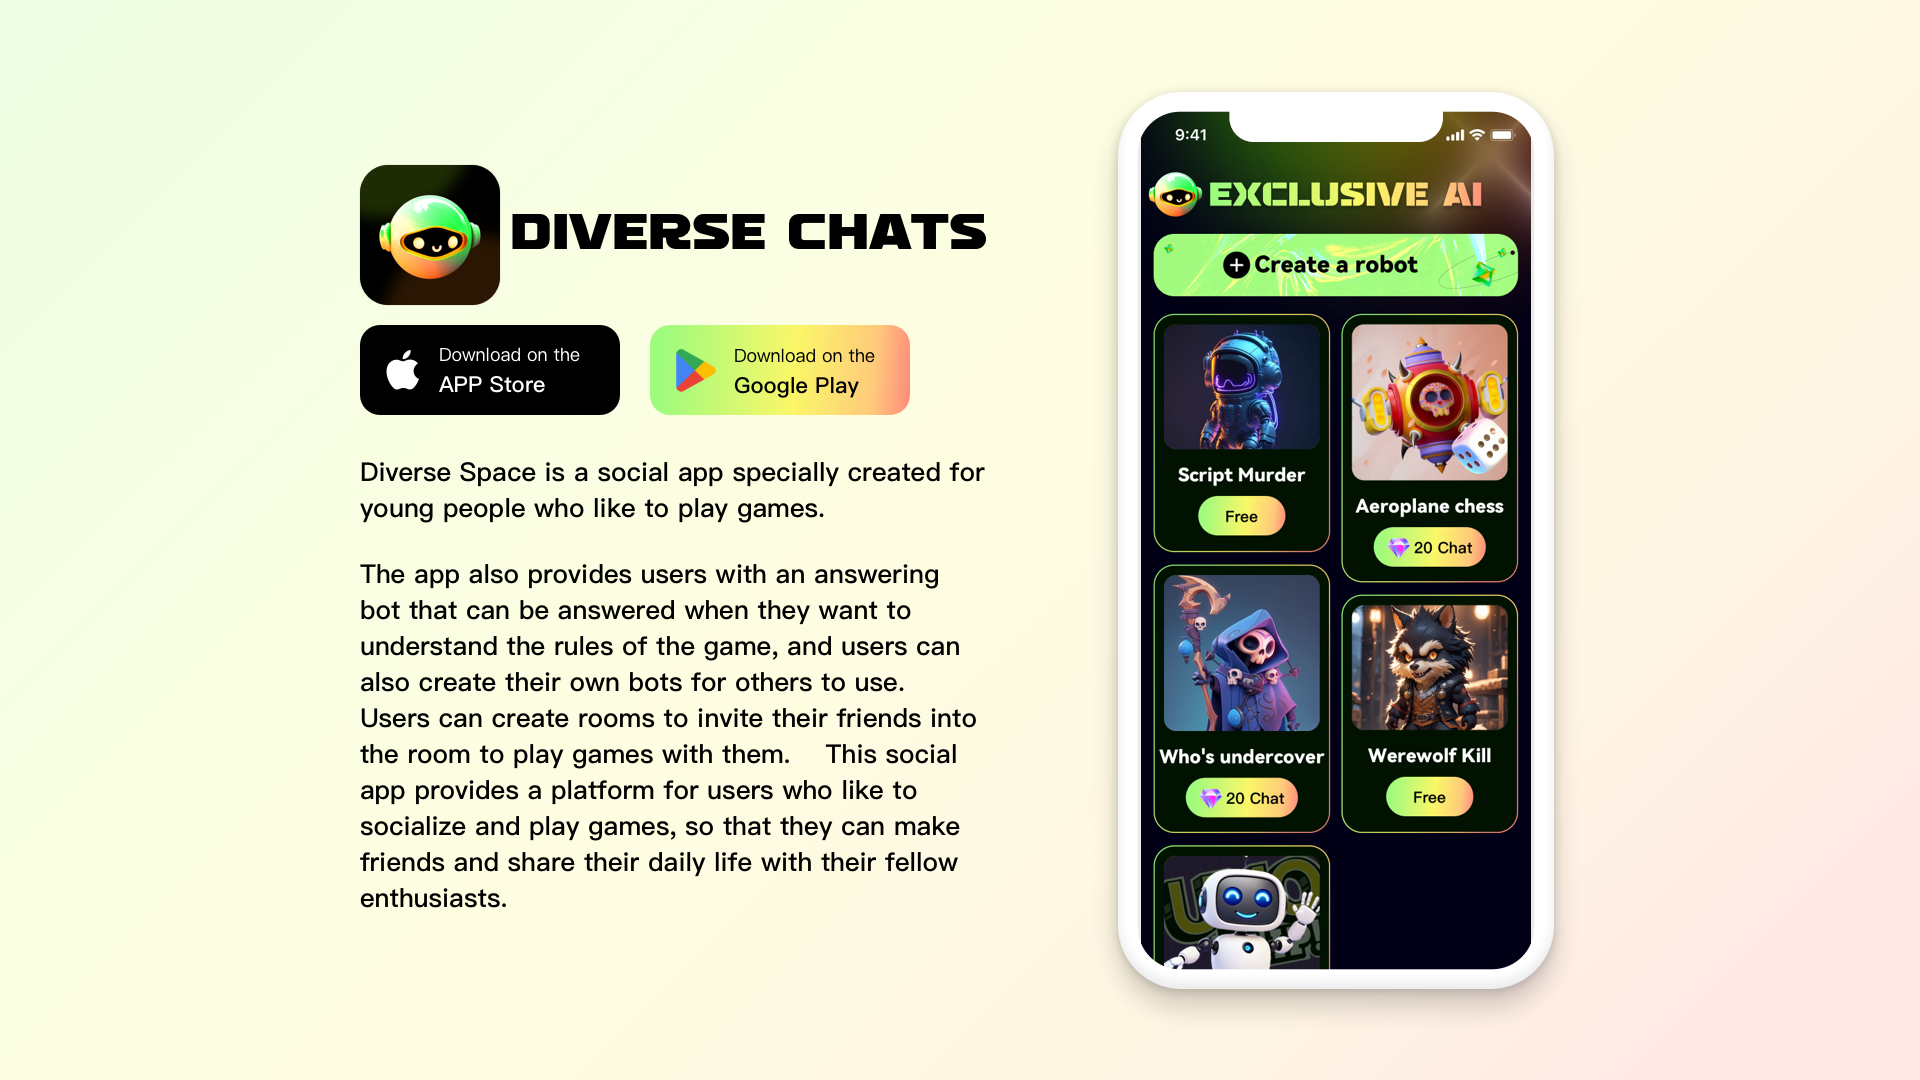 DIVERSE CHATS
Download on the
APP Store
Download on the
Google Play
Diverse Space is a social app specially created for
young people who like to play games.
The app also provides users with an answering
bot that can be answered when they want to
understand the rules of the game, and users can
also create their own bots for others to use.
Users can create rooms to invite their friends into
the room to play games with them.    This social
app provides a platform for users who like to
socialize and play games, so that they can make
friends and share their daily life with their fellow
enthusiasts.
9:41
EXCLUSIVE AI
Create a robot
Script Murder
Free
Aeroplane chess
20 Chat
Who's undercover
20 Chat
Werewolf Kill
Free